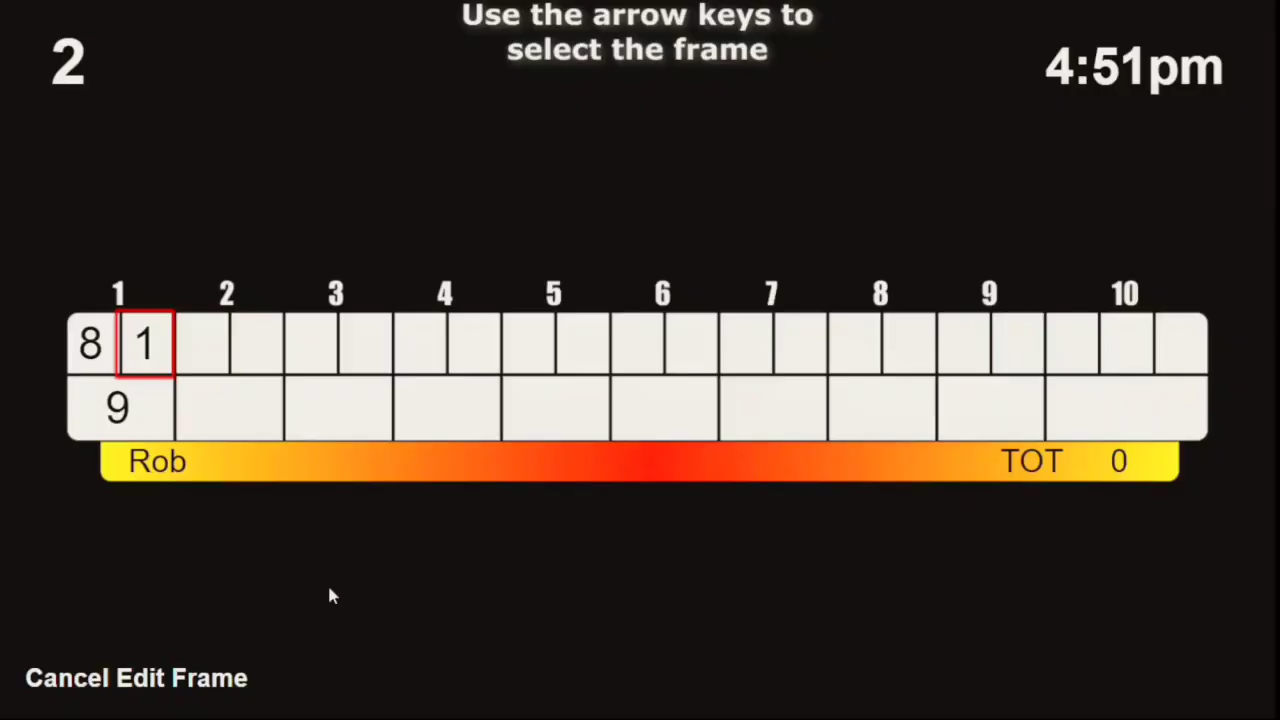 Use the arrow keys to
select the frame
2
4:51pm
1 2 3 4 5 6 7 8 9 10
8 1
9
Rob TOT 0
Cancel Edit Frame